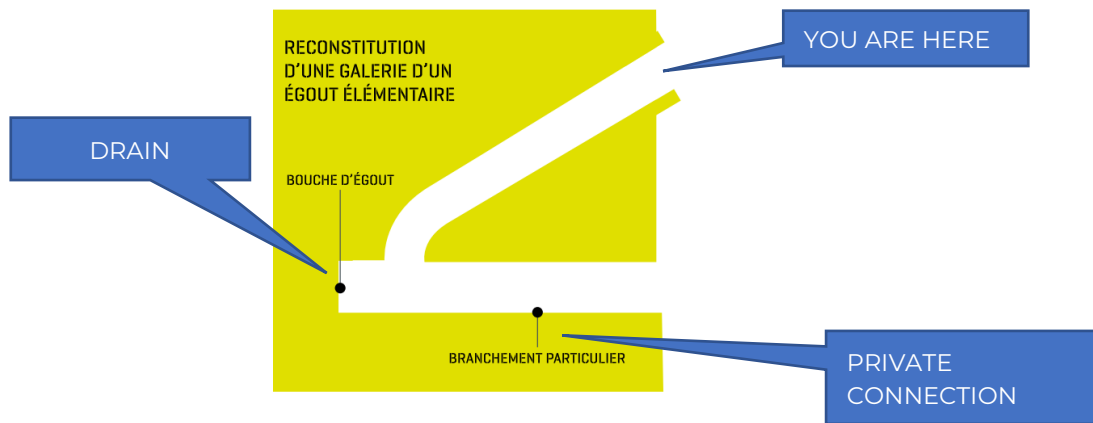 RECONSTITUTION
D'UNE GALERIE D'UN
ÉGOUT ÉLÉMENTAIRE
YOU ARE HERE
DRAIN
BOUCHE D'ÉGOUT
BRANCHEMENT PARTICULIER
PRIVATE
CONNECTION